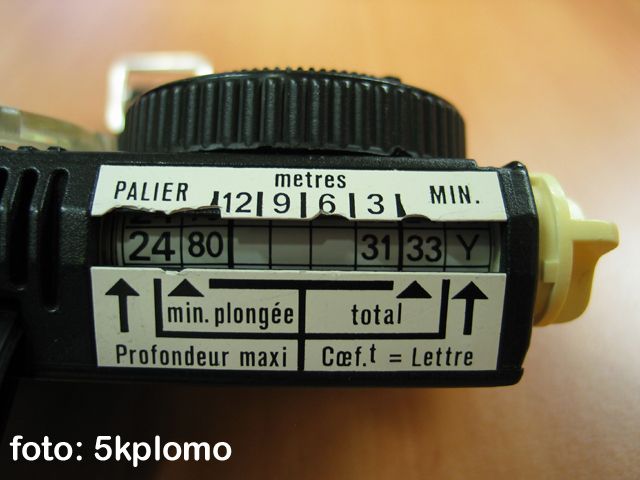 metres
PALIER 12 9 6 3 MIN.
24 80 31 33 Y
min. plongée total
Profondeur maxi Cœf.t = Lettre
foto: 5kplomo